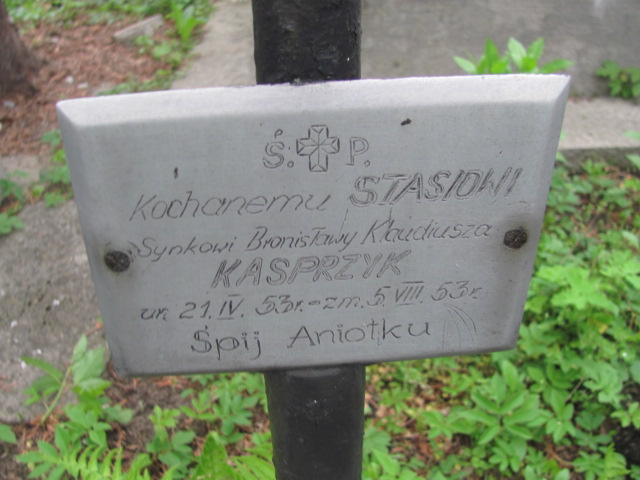 Ś. P.
Kochanemu STASIOWI
Synkowi Bronisławy Klaudiusza
KASPRZYK
ur. 21.IV. 53r. - zm. 5.VIII. 53r.
Śpij Aniołku